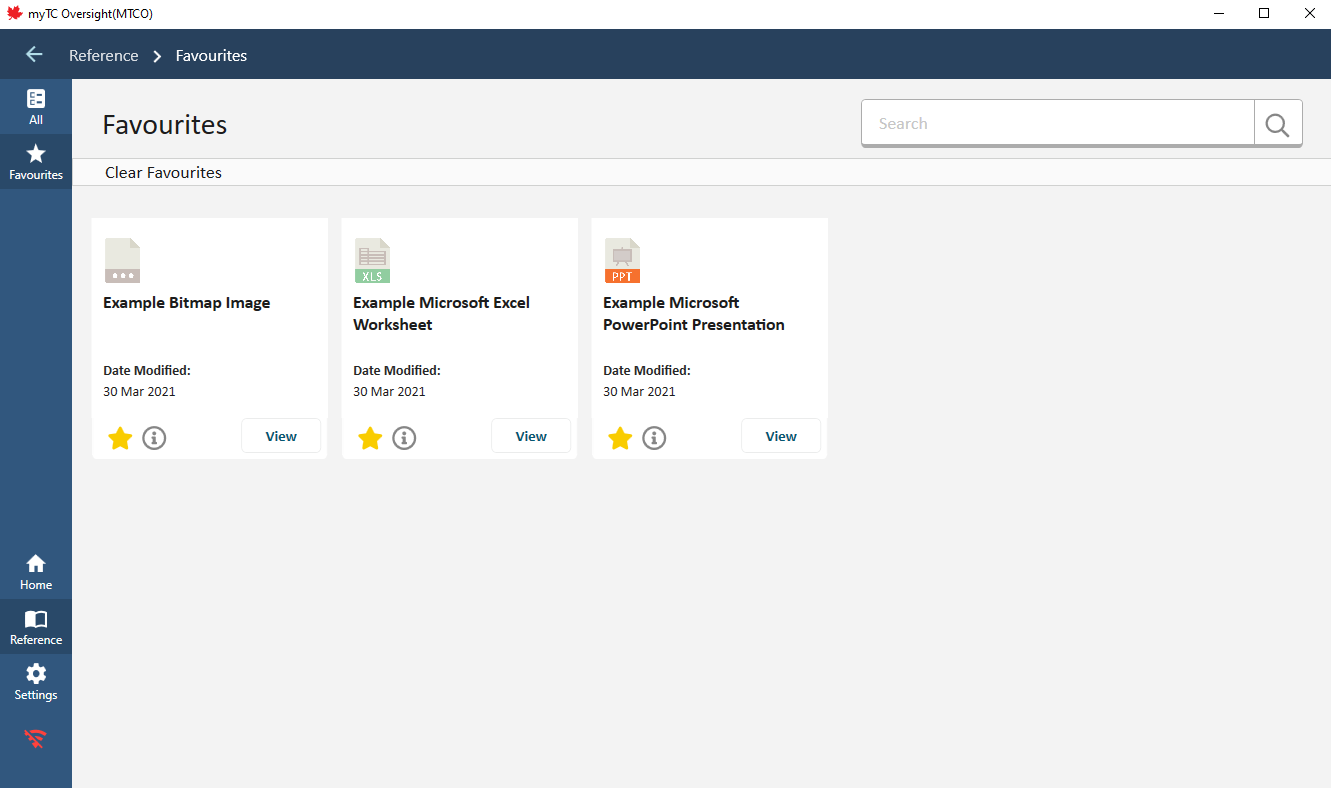 myTC Oversight(MTCO)
Reference > Favourites
All
Favourites
Favourites
Search
Clear Favourites
Example Bitmap Image
Date Modified:
30 Mar 2021
View
XLS
Example Microsoft Excel
Worksheet
Date Modified:
30 Mar 2021
View
PPT
Example Microsoft
PowerPoint Presentation
Date Modified:
30 Mar 2021
View
Home
Reference
Settings